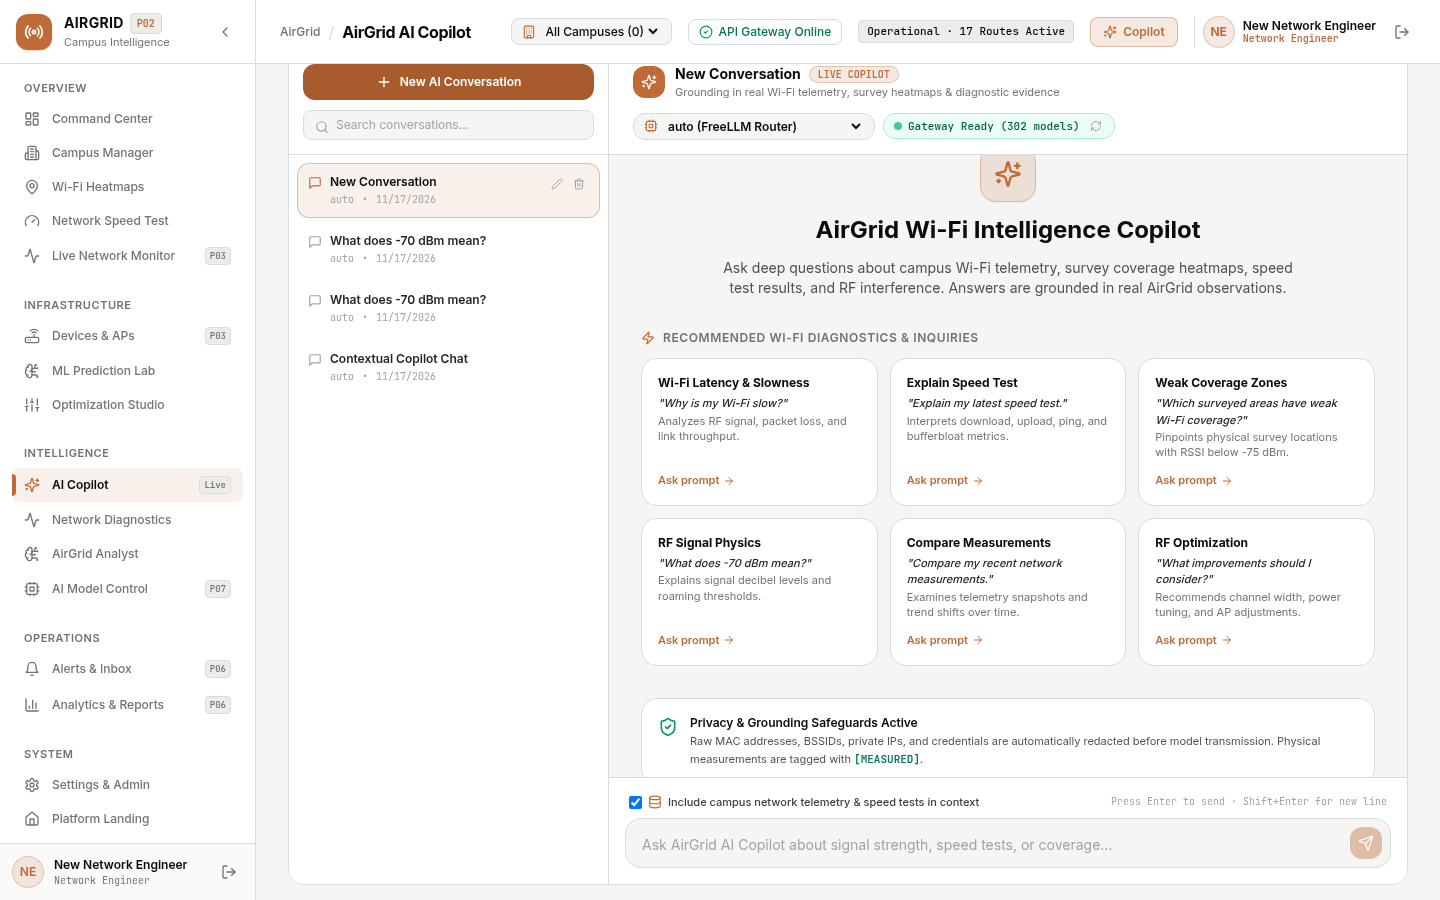 AIRGRID P02
Campus Intelligence
OVERVIEW
Command Center
Campus Manager
Wi-Fi Heatmaps
Network Speed Test
Live Network Monitor P03
INFRASTRUCTURE
Devices & APs P03
ML Prediction Lab
Optimization Studio
INTELLIGENCE
AI Copilot Live
Network Diagnostics
AirGrid Analyst
AI Model Control P07
OPERATIONS
Alerts & Inbox P06
Analytics & Reports P06
SYSTEM
Settings & Admin
Platform Landing
NE New Network Engineer
Network Engineer
AirGrid / AirGrid AI Copilot
All Campuses (0)
API Gateway Online
Operational · 17 Routes Active
Copilot
NE New Network Engineer
Network Engineer
New AI Conversation
Search conversations...
New Conversation
auto • 11/17/2026
What does -70 dBm mean?
auto • 11/17/2026
What does -70 dBm mean?
auto • 11/17/2026
Contextual Copilot Chat
auto • 11/17/2026
New Conversation LIVE COPILOT
Grounding in real Wi-Fi telemetry, survey heatmaps & diagnostic evidence
auto (FreeLLM Router)
Gateway Ready (302 models)
AirGrid Wi-Fi Intelligence Copilot
Ask deep questions about campus Wi-Fi telemetry, survey coverage heatmaps, speed
test results, and RF interference. Answers are grounded in real AirGrid observations.
RECOMMENDED WI-FI DIAGNOSTICS & INQUIRIES
Wi-Fi Latency & Slowness
"Why is my Wi-Fi slow?"
Analyzes RF signal, packet loss, and
link throughput.
Ask prompt
Explain Speed Test
"Explain my latest speed test."
Interprets download, upload, ping, and
bufferbloat metrics.
Ask prompt
Weak Coverage Zones
"Which surveyed areas have weak
Wi-Fi coverage?"
Pinpoints physical survey locations
with RSSI below -75 dBm.
Ask prompt
RF Signal Physics
"What does -70 dBm mean?"
Explains signal decibel levels and
roaming thresholds.
Ask prompt
Compare Measurements
"Compare my recent network
measurements."
Examines telemetry snapshots and
trend shifts over time.
Ask prompt
RF Optimization
"What improvements should I
consider?"
Recommends channel width, power
tuning, and AP adjustments.
Ask prompt
Privacy & Grounding Safeguards Active
Raw MAC addresses, BSSIDs, private IPs, and credentials are automatically redacted before model transmission. Physical
measurements are tagged with [MEASURED].
Include campus network telemetry & speed tests in context
Press Enter to send · Shift+Enter for new line
Ask AirGrid AI Copilot about signal strength, speed tests, or coverage...